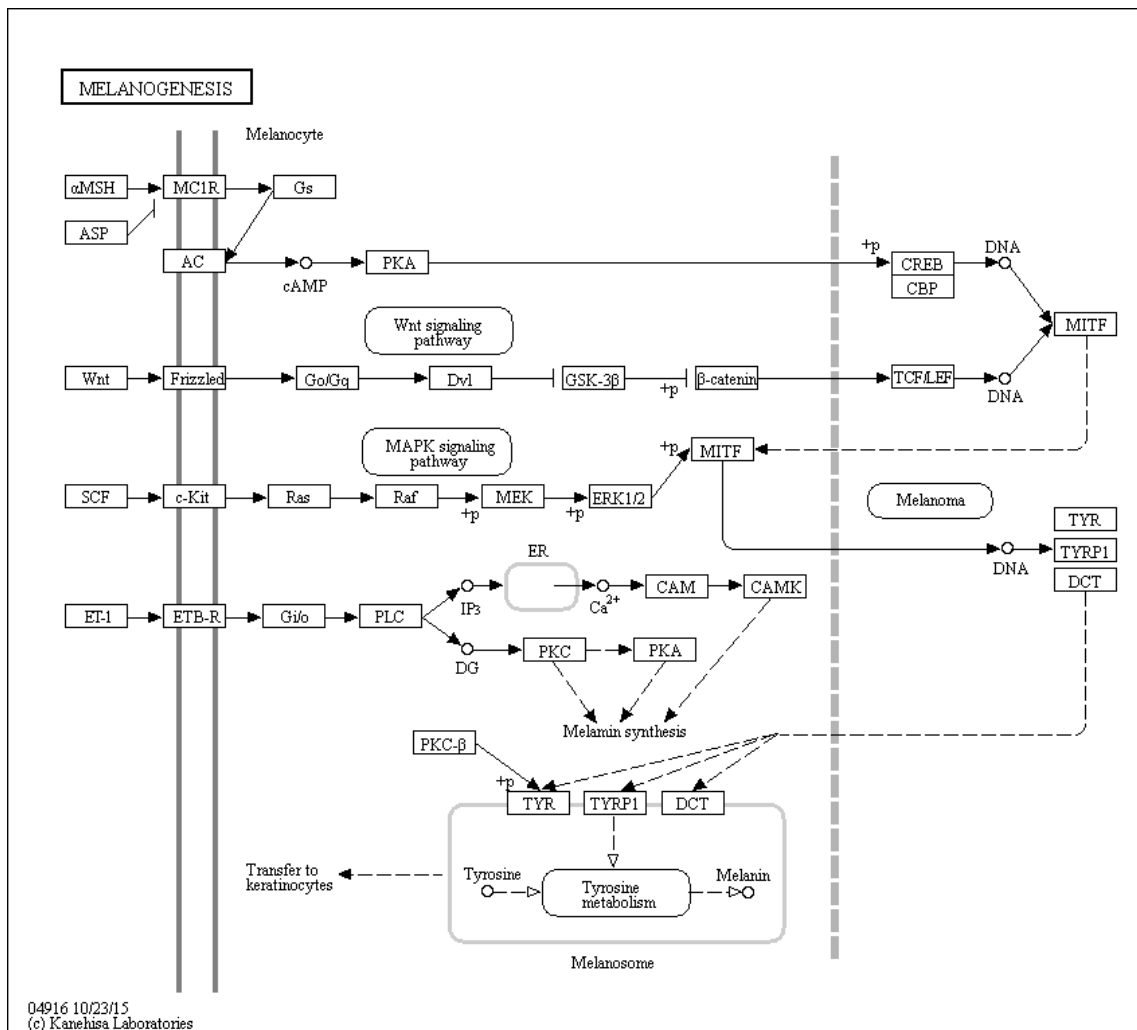 MELANOGENESIS
Melanocyte
αMSH
MC1R
Gs
ASP
AC
cAMP
PKA
+p
CREB
CBP
DNA
MITF
Wnt signaling
pathway
Wnt
Frizzled
Go/Gq
Dvl
GSK-3β
+p
β-catenin
TCF/LEF
DNA
MAPK signaling
pathway
+p
MITF
SCF
c-Kit
Ras
Raf
+p
MEK
+p
ERK1/2
Melanoma
TYR
TYRP1
DCT
DNA
ER
IP3
Ca2+
CAM
CAMK
ET-1
ETB-R
Gi/o
PLC
DG
PKC
PKA
Melamin synthesis
PKC-β
+p
TYR
TYRP1
DCT
Transfer to
keratinocytes
Tyrosine
Tyrosine
metabolism
Melanin
Melanosome
04916 10/23/15
(c) Kanehisa Laboratories